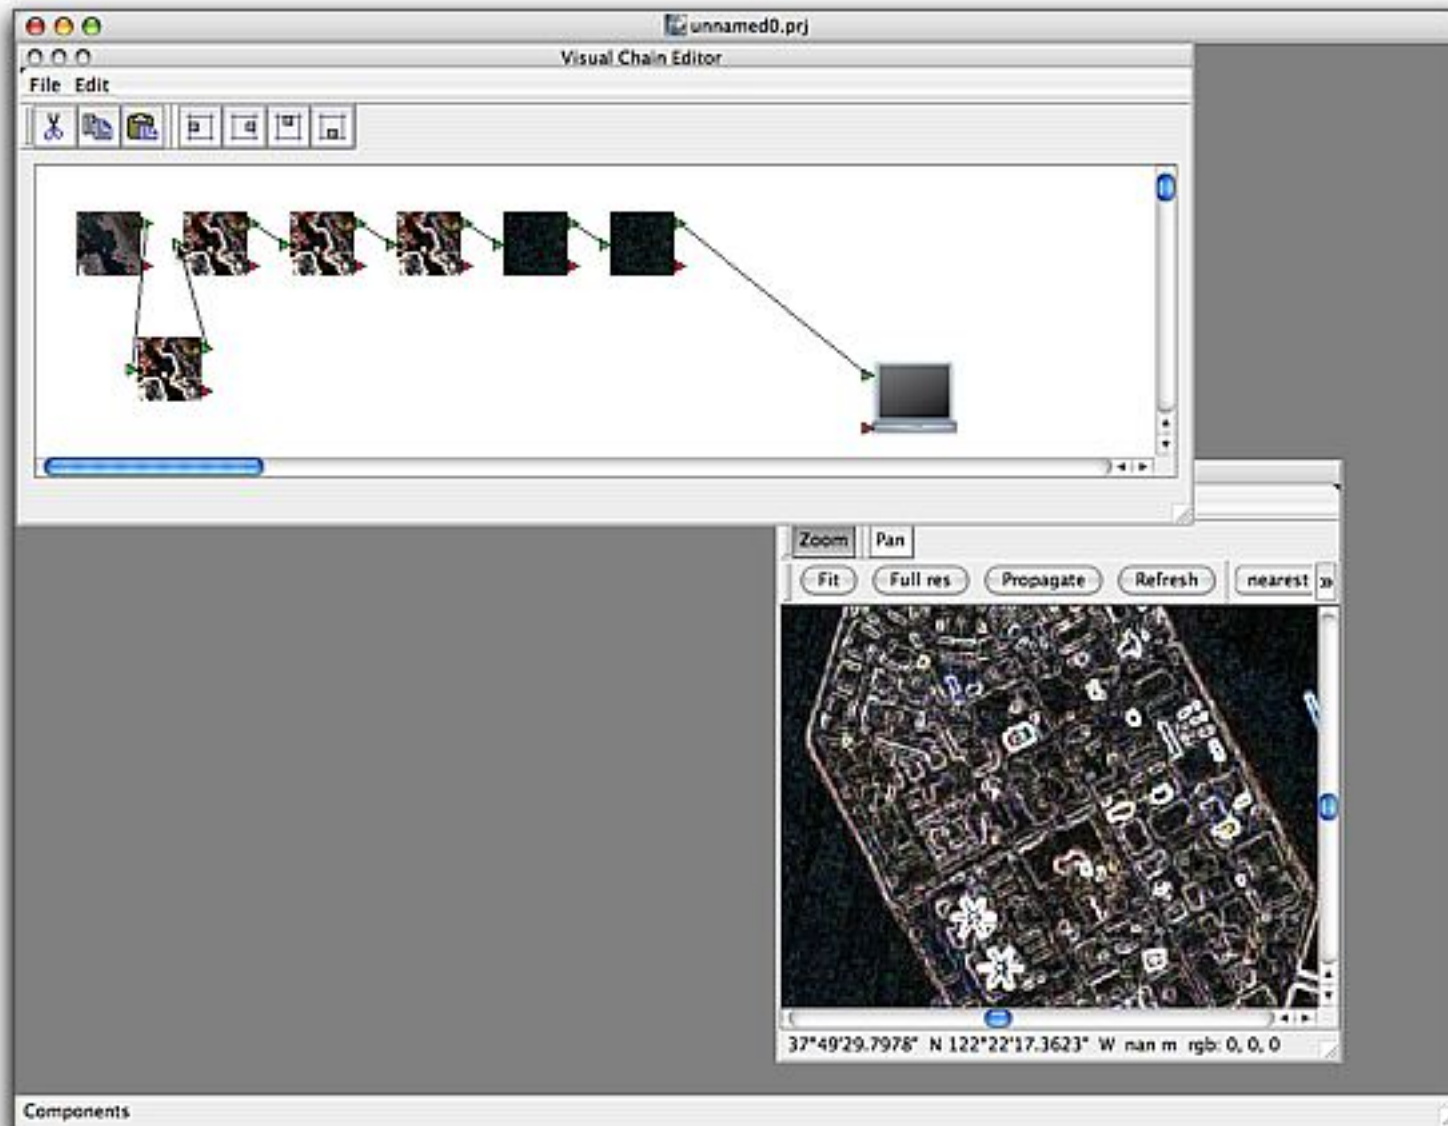 unnamed0.prj
Visual Chain Editor
File Edit
Zoom Pan
Fit Full res Propagate Refresh nearest »
37°49'29.7978" N 122°22'17.3623" W nan m rgb: 0, 0, 0
Components